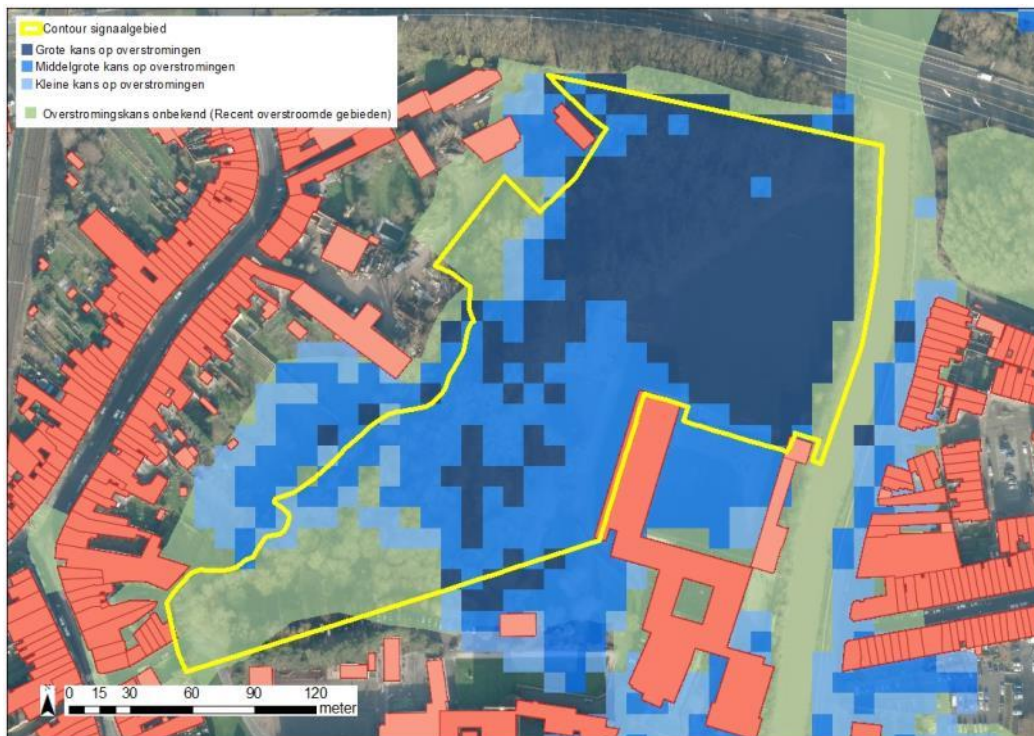 Contour signaalgebied
Grote kans op overstromingen
Middelgrote kans op overstromingen
Kleine kans op overstromingen
Overstromingskans onbekend (Recent overstroomde gebieden)
0 15 30 60 90 120
meter